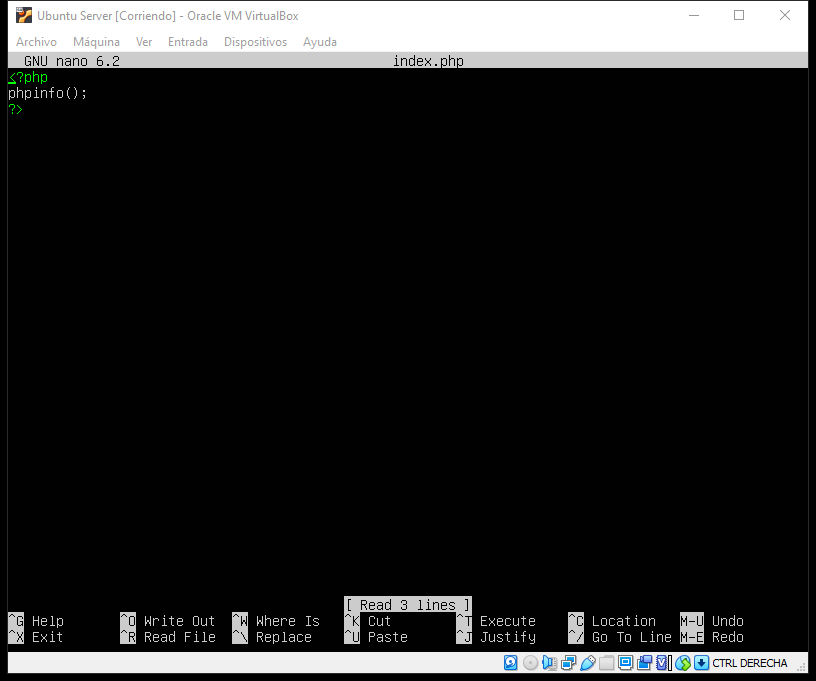 Ubuntu Server [Corriendo] - Oracle VM VirtualBox
Archivo Máquina Ver Entrada Dispositivos Ayuda
GNU nano 6.2 index.php
<?php
phpinfo();
?>
[ Read 3 lines ]
^G Help ^O Write Out ^W Where Is ^K Cut ^T Execute ^C Location M-U Undo
^X Exit ^R Read File ^\ Replace ^U Paste ^J Justify ^/ Go To Line M-E Redo
CTRL DERECHA